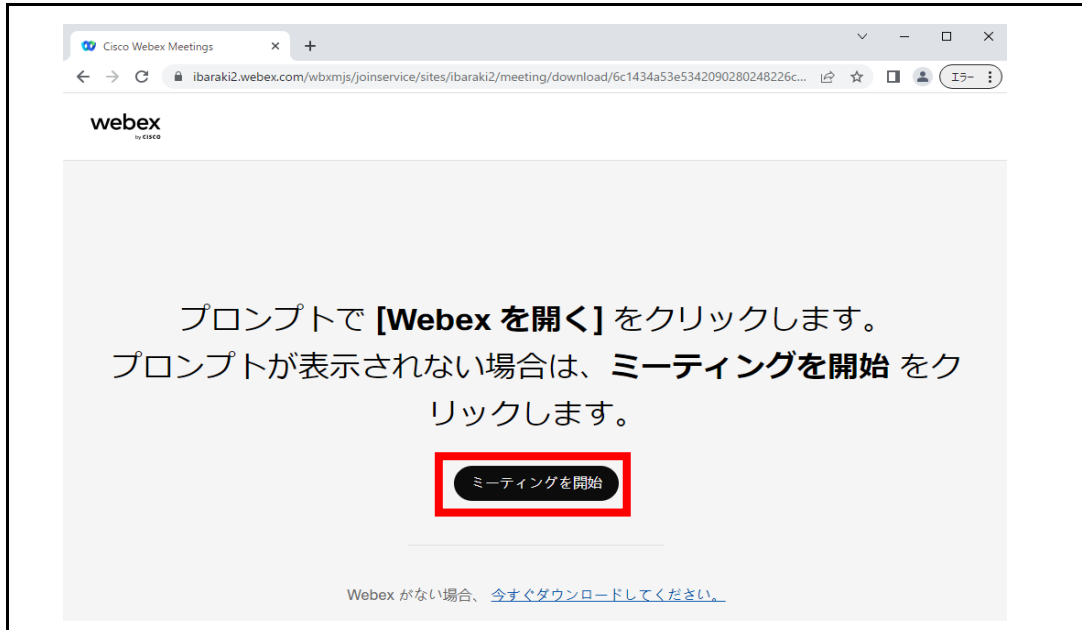 Cisco Webex Meetings
ibaraki2.webex.com/wbxmjs/joinservice/sites/ibaraki2/meeting/download/6c1434a53e5342090280248226c...
エラー
webex
by CISCO
プロンプトで [Webex を開く] をクリックします。
プロンプトが表示されない場合は、ミーティングを開始 をク
リックします。
ミーティングを開始
Webex がない場合、 今すぐダウンロードしてください。